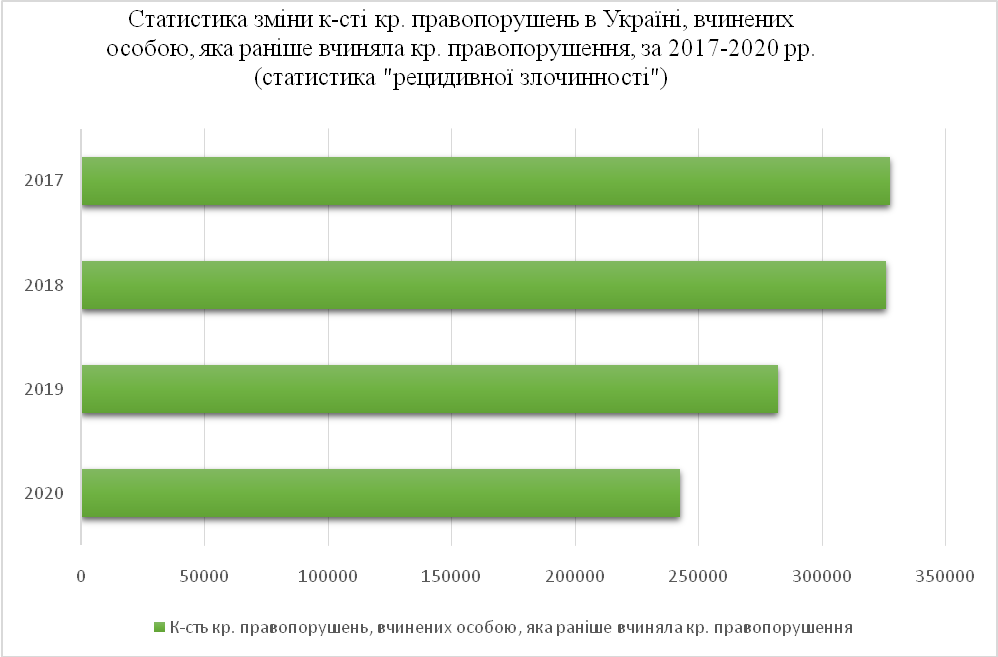 Статистика зміни к-сті кр. правопорушень в Україні, вчинених
особою, яка раніше вчиняла кр. правопорушення, за 2017-2020 рр.
(статистика "рецидивної злочинності")
2017
2018
2019
2020
0 50000 100000 150000 200000 250000 300000 350000
К-сть кр. правопорушень, вчинених особою, яка раніше вчиняла кр. правопорушення